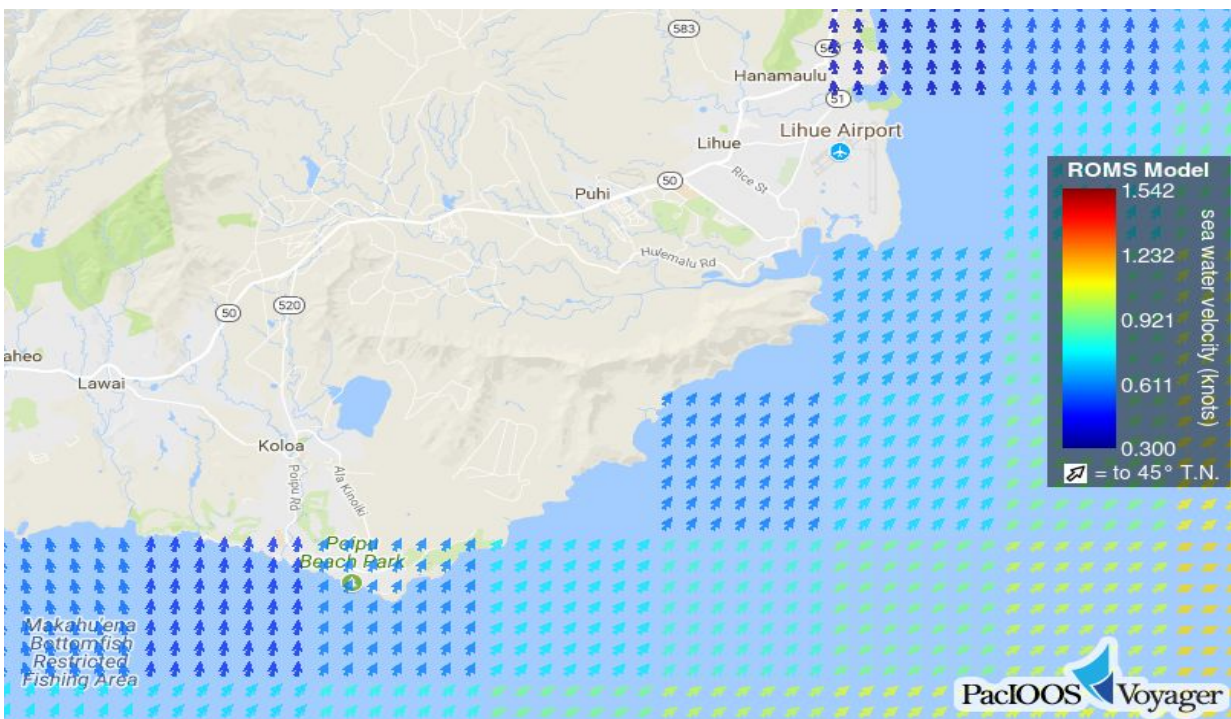 583
56
Hanamaulu
51
Lihue Airport
Lihue
ROMS Model
1.542
1.232
0.921
0.611
0.300
sea water velocity (knots)
= to 45° T.N.
50
Rice St
Puhi
Hulemalu Rd
520
50
aheo
Lawai
Koloa
Poipu Rd
Ala Kinoiki
Poipu
Beach Park
Makahu'ena
Bottomfish
Restricted
Fishing Area
PacIOOS Voyager